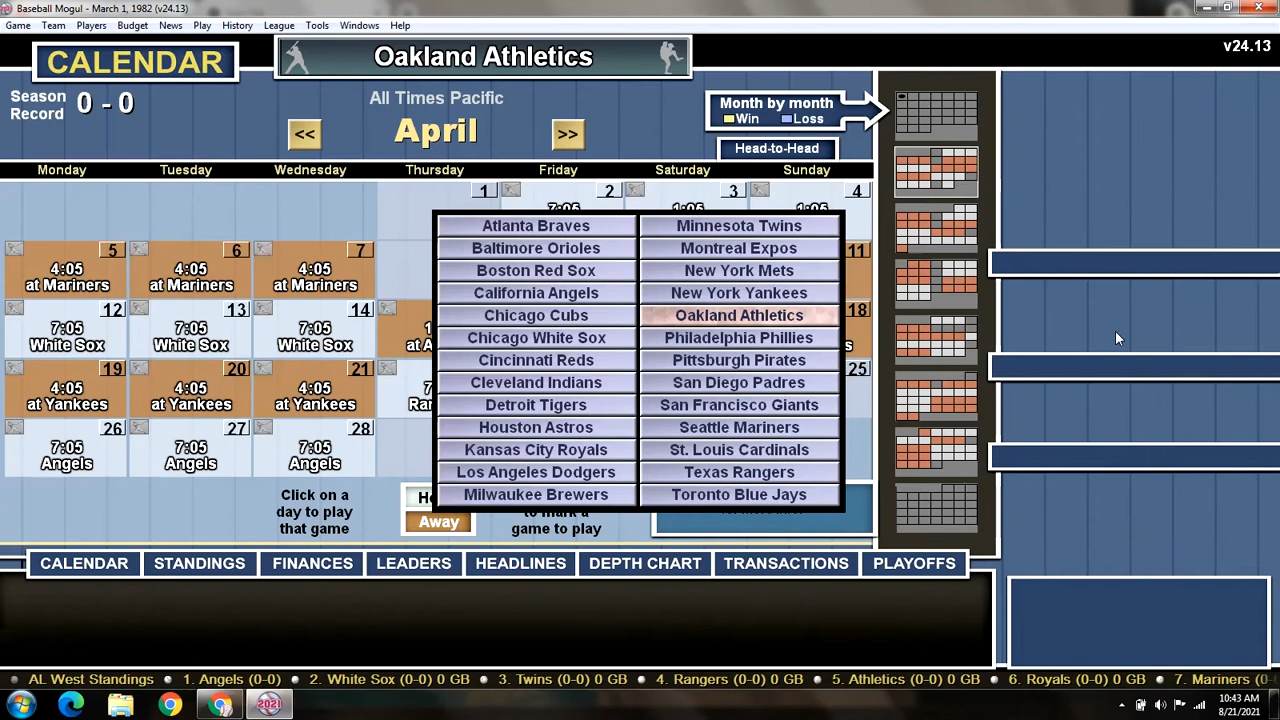 Baseball Mogul - March 1, 1982 (v24.13)
Game Team Players Budget News Play History League Tools Windows Help
CALENDAR
Oakland Athletics
v24.13
Season Record 0 - 0
All Times Pacific
<< April >>
Month by month
Win Loss
Head-to-Head
Monday Tuesday Wednesday Thursday Friday Saturday Sunday
1 2 3 4
7:05 1:05 1:05
5 6 7 11
4:05 4:05 4:05
at Mariners at Mariners at Mariners
12 13 14 18
7:05 7:05 7:05
White Sox White Sox White Sox
19 20 21 25
4:05 4:05 4:05
at Yankees at Yankees at Yankees
26 27 28
7:05 7:05 7:05
Angels Angels Angels
Atlanta Braves Minnesota Twins
Baltimore Orioles Montreal Expos
Boston Red Sox New York Mets
California Angels New York Yankees
Chicago Cubs Oakland Athletics
Chicago White Sox Philadelphia Phillies
Cincinnati Reds Pittsburgh Pirates
Cleveland Indians San Diego Padres
Detroit Tigers San Francisco Giants
Houston Astros Seattle Mariners
Kansas City Royals St. Louis Cardinals
Los Angeles Dodgers Texas Rangers
Milwaukee Brewers Toronto Blue Jays
Click on a
day to play
that game
Away
to mark a
game to play
CALENDAR STANDINGS FINANCES LEADERS HEADLINES DEPTH CHART TRANSACTIONS PLAYOFFS
AL West Standings 1. Angels (0-0) 2. White Sox (0-0) 0 GB 3. Twins (0-0) 0 GB 4. Rangers (0-0) 0 GB 5. Athletics (0-0) 0 GB 6. Royals (0-0) 0 GB 7. Mariners (0-
2021
10:43 AM
8/21/2021